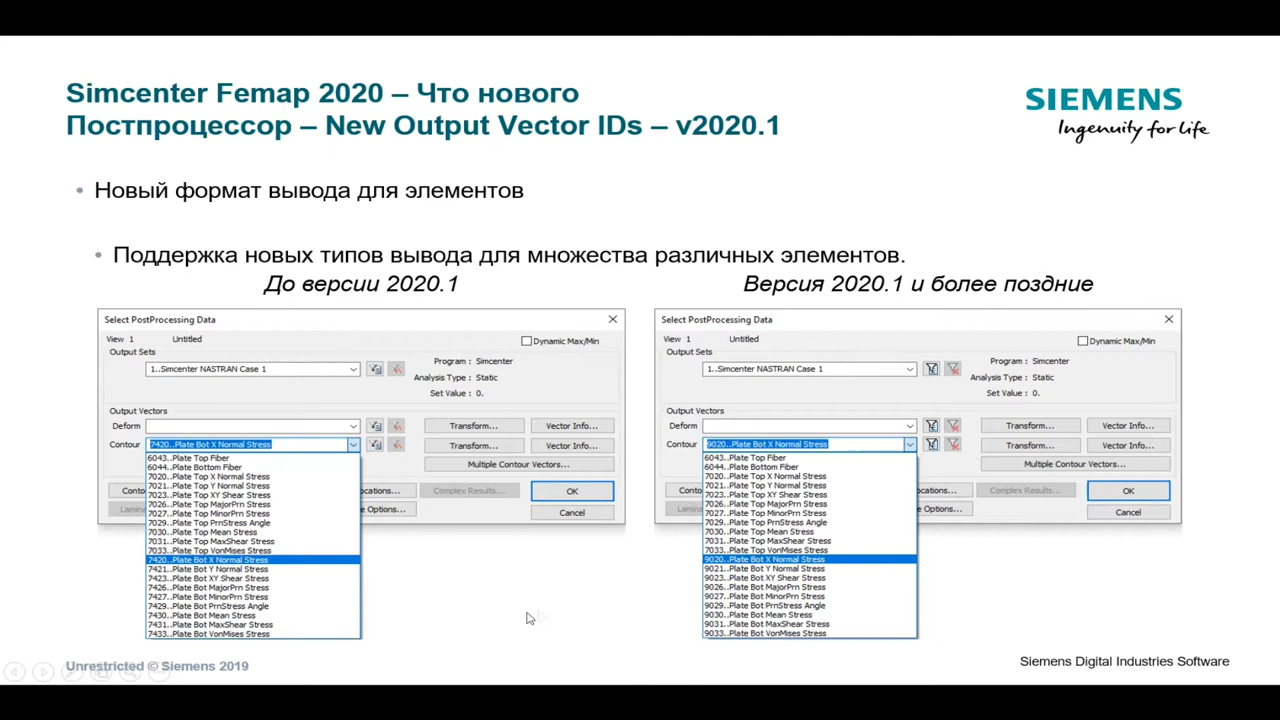 Simcenter Femap 2020 – Что нового
Постпроцессор – New Output Vector IDs – v2020.1
SIEMENS
Ingenuity for life
• Новый формат вывода для элементов
• Поддержка новых типов вывода для множества различных элементов.
До версии 2020.1
Select PostProcessing Data
View 1 Untitled
Dynamic Max/Min
Output Sets
1..Simcenter NASTRAN Case 1
Program : Simcenter
Analysis Type : Static
Set Value : 0.
Output Vectors
Deform
Transform...
Vector Info...
Contour
7420..Plate Bot X Normal Stress
Transform...
Vector Info...
Multiple Contour Vectors...
6043..Plate Top Fiber
6044..Plate Bottom Fiber
7020..Plate Top X Normal Stress
7021..Plate Top Y Normal Stress
7023..Plate Top XY Shear Stress
7026..Plate Top MajorPrn Stress
7027..Plate Top MinorPrn Stress
7029..Plate Top PrnStress Angle
7030..Plate Top Mean Stress
7031..Plate Top MaxShear Stress
7033..Plate Top VonMises Stress
7420..Plate Bot X Normal Stress
7421..Plate Bot Y Normal Stress
7423..Plate Bot XY Shear Stress
7426..Plate Bot MajorPrn Stress
7427..Plate Bot MinorPrn Stress
7429..Plate Bot PrnStress Angle
7430..Plate Bot Mean Stress
7431..Plate Bot MaxShear Stress
7433..Plate Bot VonMises Stress
Conto
ocations...
Complex Results...
OK
Lamina
e Options...
Cancel
Версия 2020.1 и более поздние
Select PostProcessing Data
View 1 Untitled
Dynamic Max/Min
Output Sets
1..Simcenter NASTRAN Case 1
Program : Simcenter
Analysis Type : Static
Set Value : 0.
Output Vectors
Deform
Transform...
Vector Info...
Contour
9020..Plate Bot X Normal Stress
Transform...
Vector Info...
Multiple Contour Vectors...
6043..Plate Top Fiber
6044..Plate Bottom Fiber
7020..Plate Top X Normal Stress
7021..Plate Top Y Normal Stress
7023..Plate Top XY Shear Stress
7026..Plate Top MajorPrn Stress
7027..Plate Top MinorPrn Stress
7029..Plate Top PrnStress Angle
7030..Plate Top Mean Stress
7031..Plate Top MaxShear Stress
7033..Plate Top VonMises Stress
9020..Plate Bot X Normal Stress
9021..Plate Bot Y Normal Stress
9023..Plate Bot XY Shear Stress
9026..Plate Bot MajorPrn Stress
9027..Plate Bot MinorPrn Stress
9029..Plate Bot PrnStress Angle
9030..Plate Bot Mean Stress
9031..Plate Bot MaxShear Stress
9033..Plate Bot VonMises Stress
Conto
ocations...
Complex Results...
OK
Lamina
e Options...
Cancel
Unrestricted © Siemens 2019
Siemens Digital Industries Software